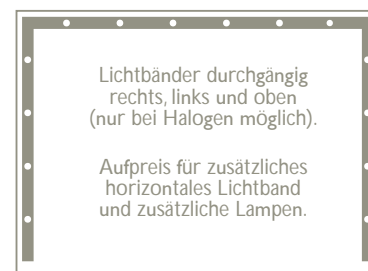 Lichtbänder durchgängig
rechts, links und oben
(nur bei Halogen möglich).
Aufpreis für zusätzliches
horizontales Lichtband
und zusätzliche Lampen.